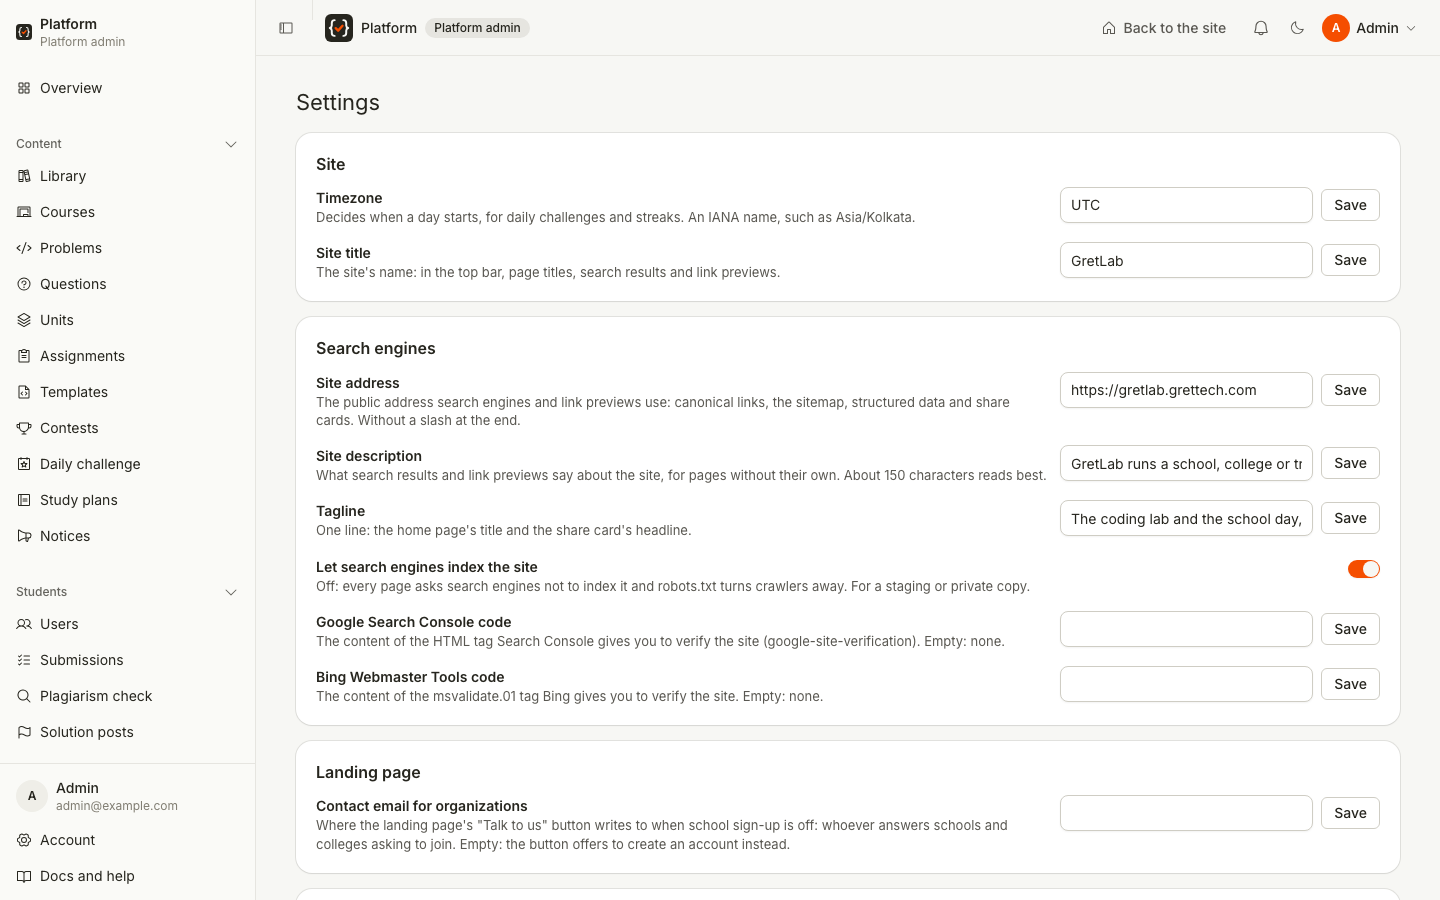 Platform
Platform admin
Overview
Content
Library
Courses
Problems
Questions
Units
Assignments
Templates
Contests
Daily challenge
Study plans
Notices
Students
Users
Submissions
Plagiarism check
Solution posts
A
Admin
admin@example.com
Account
Docs and help
Platform
Platform admin
Back to the site
A
Admin
Settings
Site
Timezone
Decides when a day starts, for daily challenges and streaks. An IANA name, such as Asia/Kolkata.
UTC
Save
Site title
The site's name: in the top bar, page titles, search results and link previews.
GretLab
Save
Search engines
Site address
The public address search engines and link previews use: canonical links, the sitemap, structured data and share
cards. Without a slash at the end.
https://gretlab.grettech.com
Save
Site description
What search results and link previews say about the site, for pages without their own. About 150 characters reads best.
GretLab runs a school, college or tr
Save
Tagline
One line: the home page's title and the share card's headline.
The coding lab and the school day,
Save
Let search engines index the site
Off: every page asks search engines not to index it and robots.txt turns crawlers away. For a staging or private copy.
Google Search Console code
The content of the HTML tag Search Console gives you to verify the site (google-site-verification). Empty: none.
Save
Bing Webmaster Tools code
The content of the msvalidate.01 tag Bing gives you to verify the site. Empty: none.
Save
Landing page
Contact email for organizations
Where the landing page's "Talk to us" button writes to when school sign-up is off: whoever answers schools and
colleges asking to join. Empty: the button offers to create an account instead.
Save